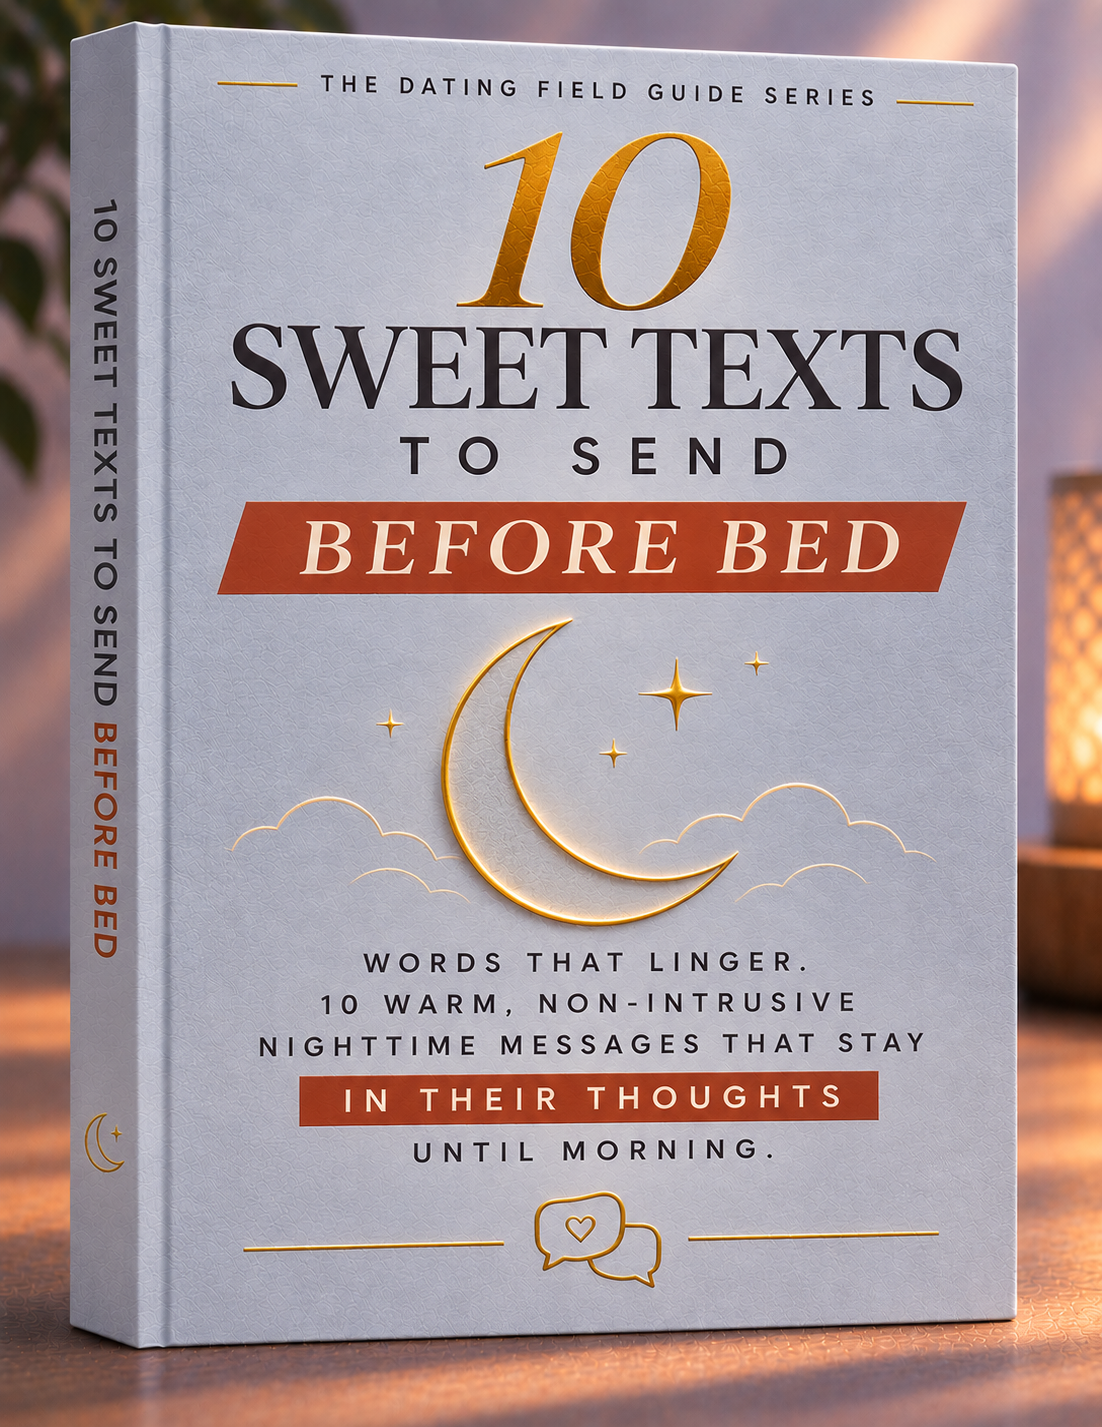 THE DATING FIELD GUIDE SERIES
10
SWEET TEXTS
TO SEND
BEFORE BED
WORDS THAT LINGER.
10 WARM, NON-INTRUSIVE
NIGHTTIME MESSAGES THAT STAY
IN THEIR THOUGHTS
UNTIL MORNING.
10 SWEET TEXTS TO SEND BEFORE BED